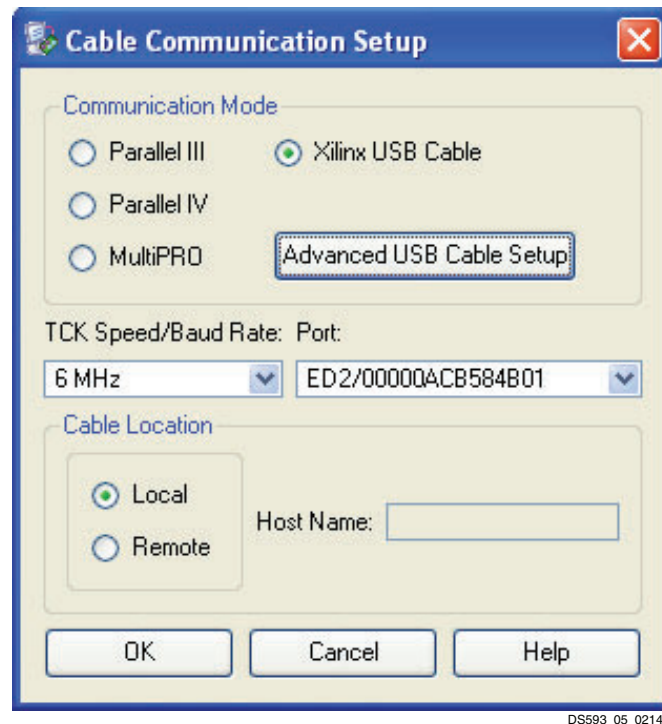 Cable Communication Setup
Communication Mode
Parallel III
Xilinx USB Cable
Parallel IV
MultiPRO
Advanced USB Cable Setup
TCK Speed/Baud Rate: Port:
6 MHz
ED2/00000ACB584B01
Cable Location
Local
Remote
Host Name:
OK
Cancel
Help
DS593_05_0214